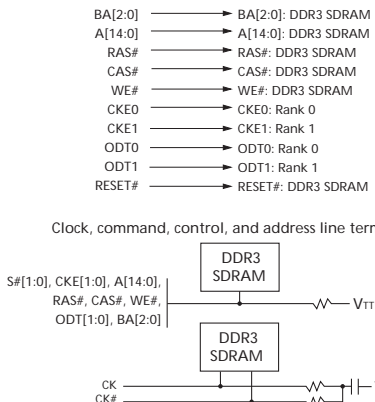 BA[2:0] BA[2:0]: DDR3 SDRAM
A[14:0] A[14:0]: DDR3 SDRAM
RAS# RAS#: DDR3 SDRAM
CAS# CAS#: DDR3 SDRAM
WE# WE#: DDR3 SDRAM
CKE0 CKE0: Rank 0
CKE1 CKE1: Rank 1
ODT0 ODT0: Rank 0
ODT1 ODT1: Rank 1
RESET# RESET#: DDR3 SDRAM
Clock, command, control, and address line
DDR3
SDRAM
S#[1:0], CKE[1:0], A[14:0],
RAS#, CAS#, WE#,
ODT[1:0], BA[2:0]
VTT
DDR3
SDRAM
CK
CK#